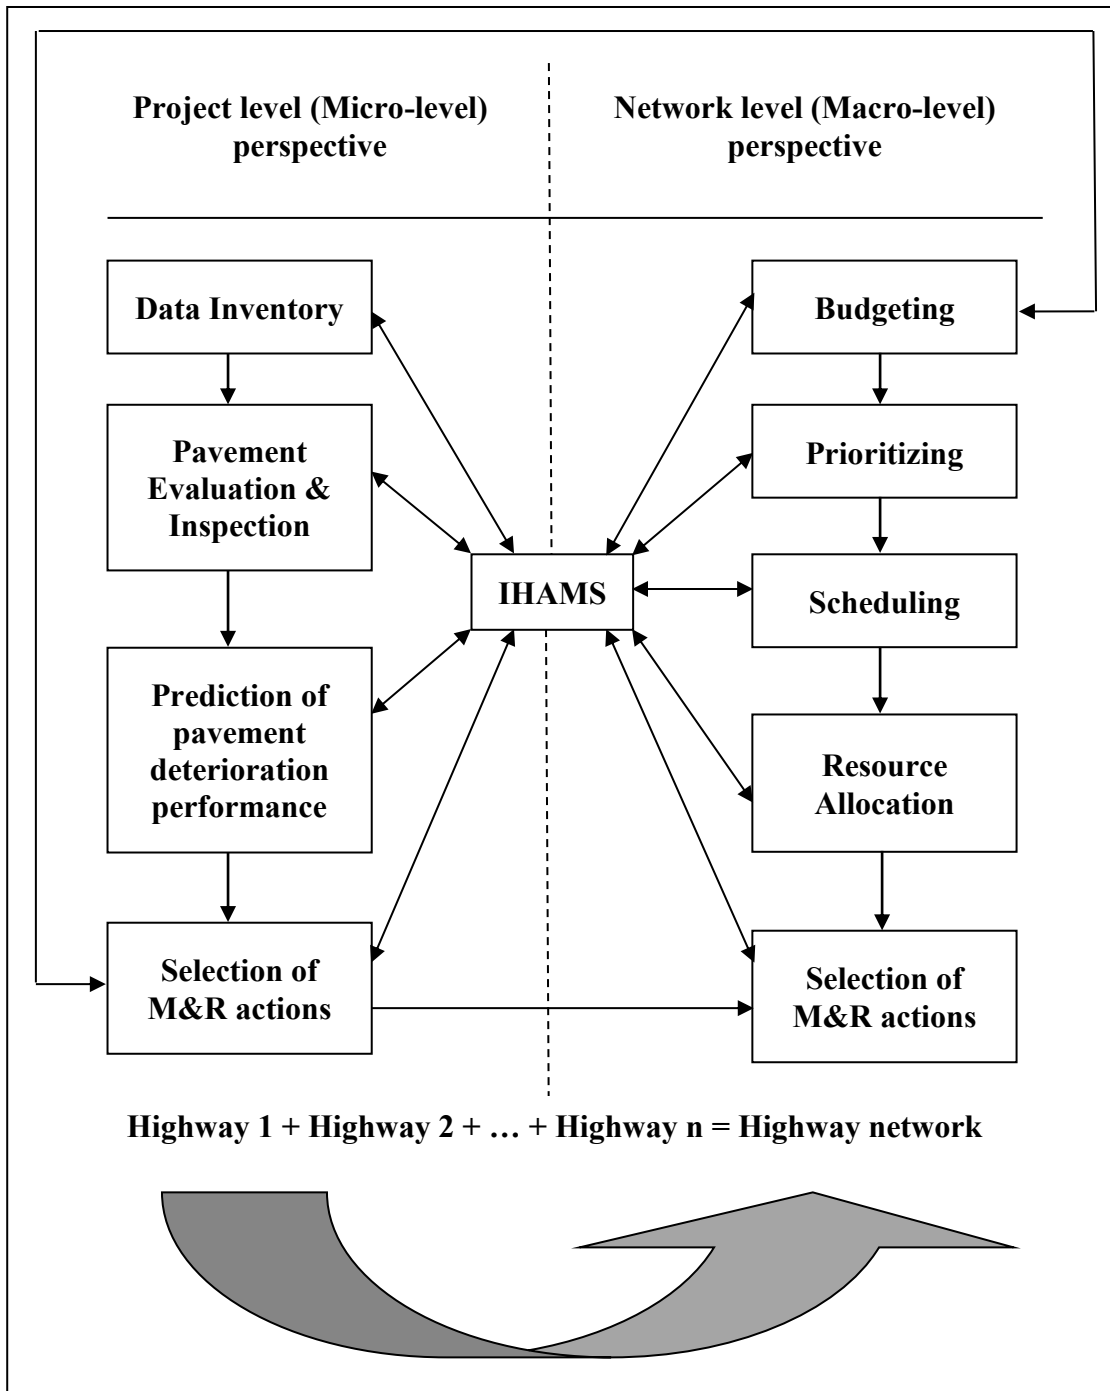 Project level (Micro-level)
perspective
Network level (Macro-level)
perspective
Data Inventory
Pavement
Evaluation &
Inspection
Prediction of
pavement
deterioration
performance
Selection of
M&R actions
IHAMS
Budgeting
Prioritizing
Scheduling
Resource
Allocation
Selection of
M&R actions
Highway 1 + Highway 2 + … + Highway n = Highway network